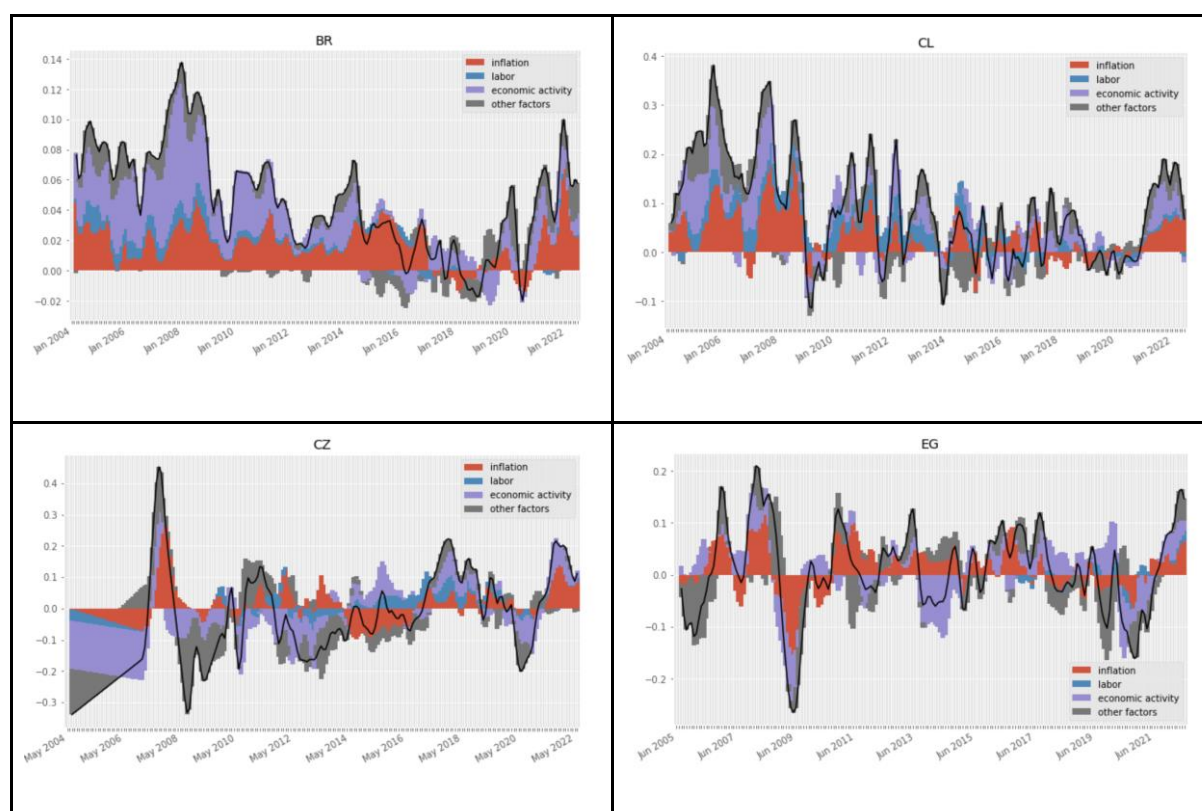 BR
inflation
labor
economic activity
other factors
0.14
0.12
0.10
0.08
0.06
0.04
0.02
0.00
−0.02
Jan 2004
Jan 2006
Jan 2008
Jan 2010
Jan 2012
Jan 2014
Jan 2016
Jan 2018
Jan 2020
Jan 2022
CL
inflation
labor
economic activity
other factors
0.4
0.3
0.2
0.1
0.0
−0.1
Jan 2004
Jan 2006
Jan 2008
Jan 2010
Jan 2012
Jan 2014
Jan 2016
Jan 2018
Jan 2020
Jan 2022
CZ
inflation
labor
economic activity
other factors
0.4
0.3
0.2
0.1
0.0
−0.1
−0.2
−0.3
May 2004
May 2006
May 2008
May 2010
May 2012
May 2014
May 2016
May 2018
May 2020
May 2022
EG
0.2
0.1
0.0
−0.1
−0.2
inflation
labor
economic activity
other factors
Jun 2005
Jun 2007
Jun 2009
Jun 2011
Jun 2013
Jun 2015
Jun 2017
Jun 2019
Jun 2021